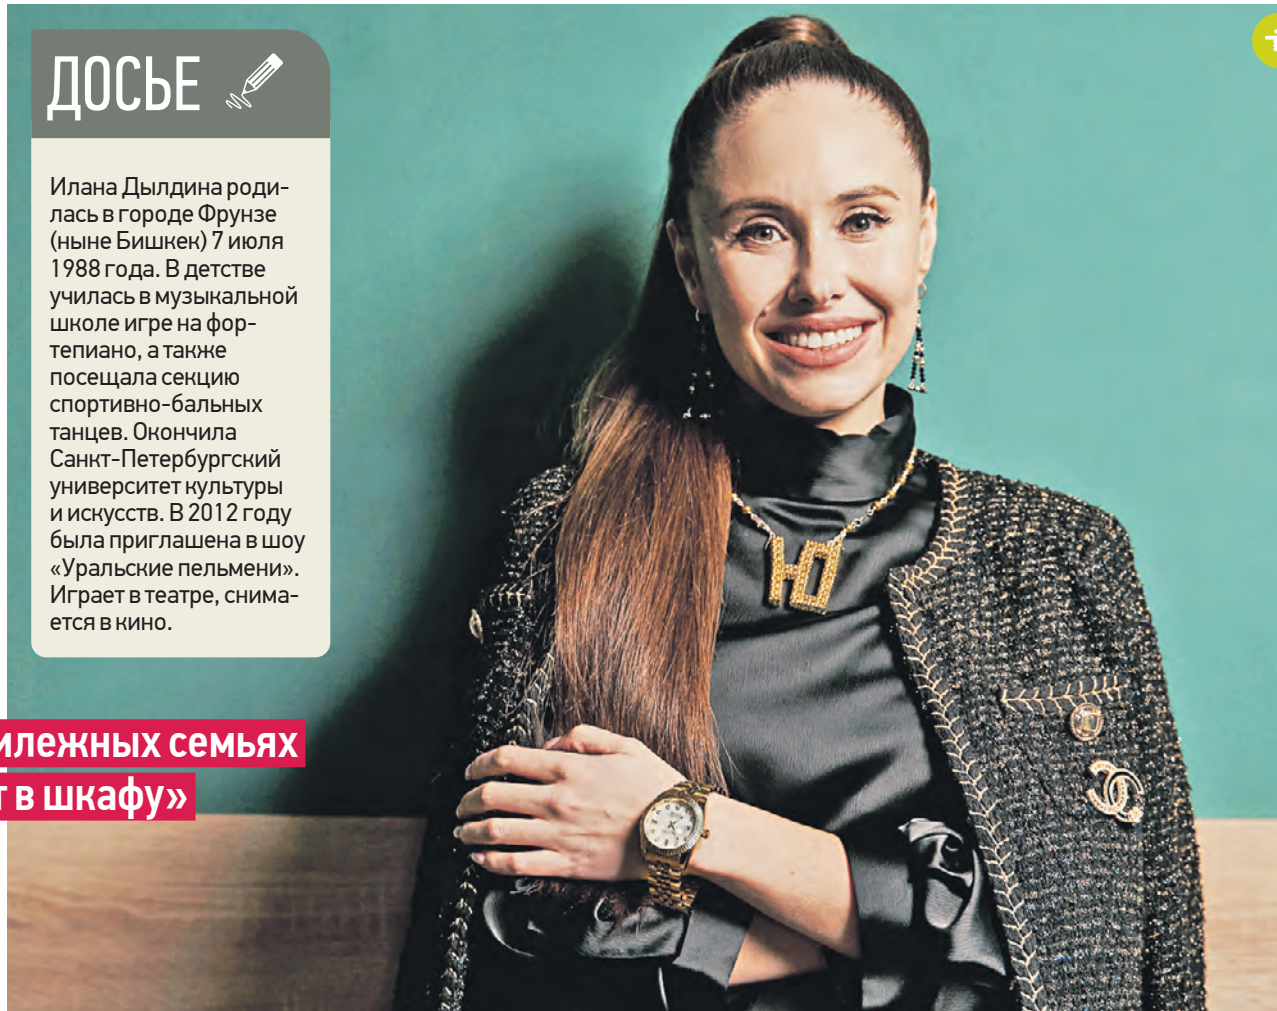 ДОСЬЕ
Илана Дылдина роди-
лась в городе Фрунзе
(ныне Бишкек) 7 июля
1988 года. В детстве
училась в музыкальной
школе игре на фор-
тепиано, а также
посещала секцию
спортивно-бальных
танцев. Окончила
Санкт-Петербургский
университет культуры
и искусств. В 2012 году
была приглашена в шоу
«Уральские пельмени».
Играет в театре, снима-
ется в кино.
семьях
в шкафу»
Ю